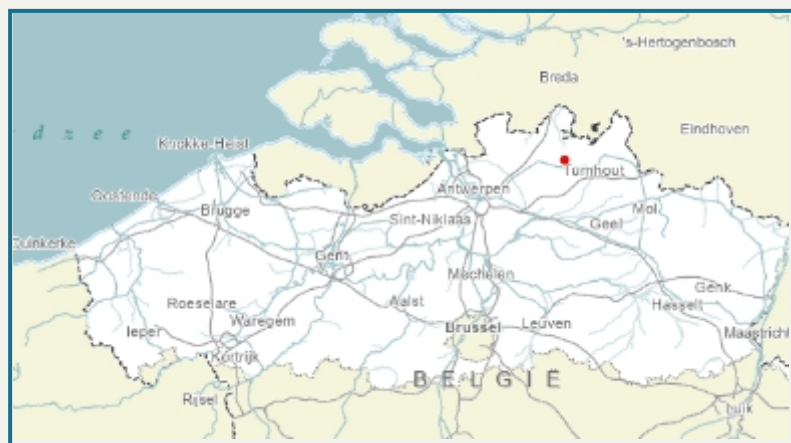 's-Hertogenbosch
Breda
d z e e
Eindhoven
Knokke-Heist
Turnhout
Antwerpen
Oostende
Brugge
Mol
Sint-Niklaas
Geel
Duinkerke
Gent
Mechelen
Genk
Roeselare
Aalst
Hasselt
Waregem
Brussel
Leuven
Ieper
Maastricht
Kortrijk
BELGIË
Rijsel
Luik